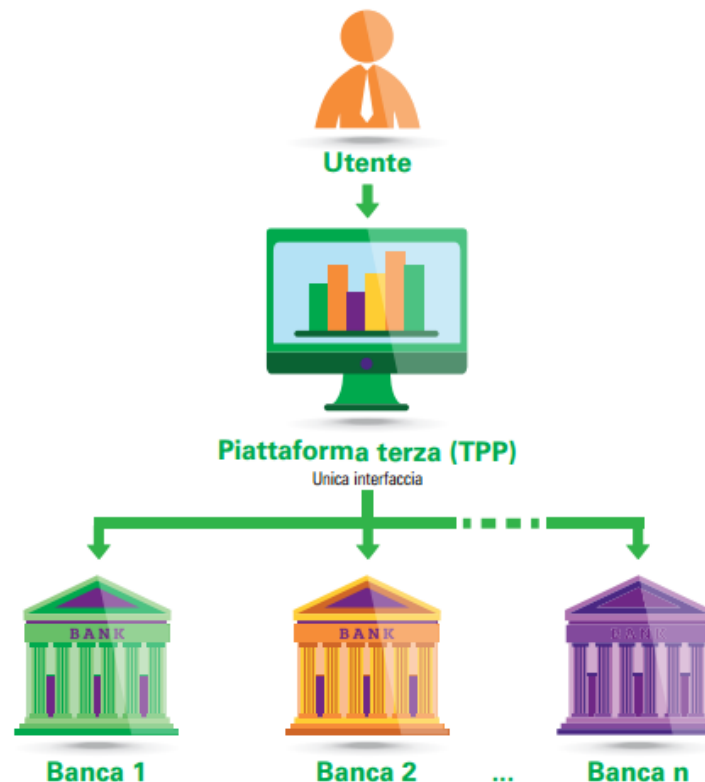 Utente
Piattaforma terza (TPP)
Unica interfaccia
BANK
BANK
BANK
Banca 1
Banca 2
...
Banca n